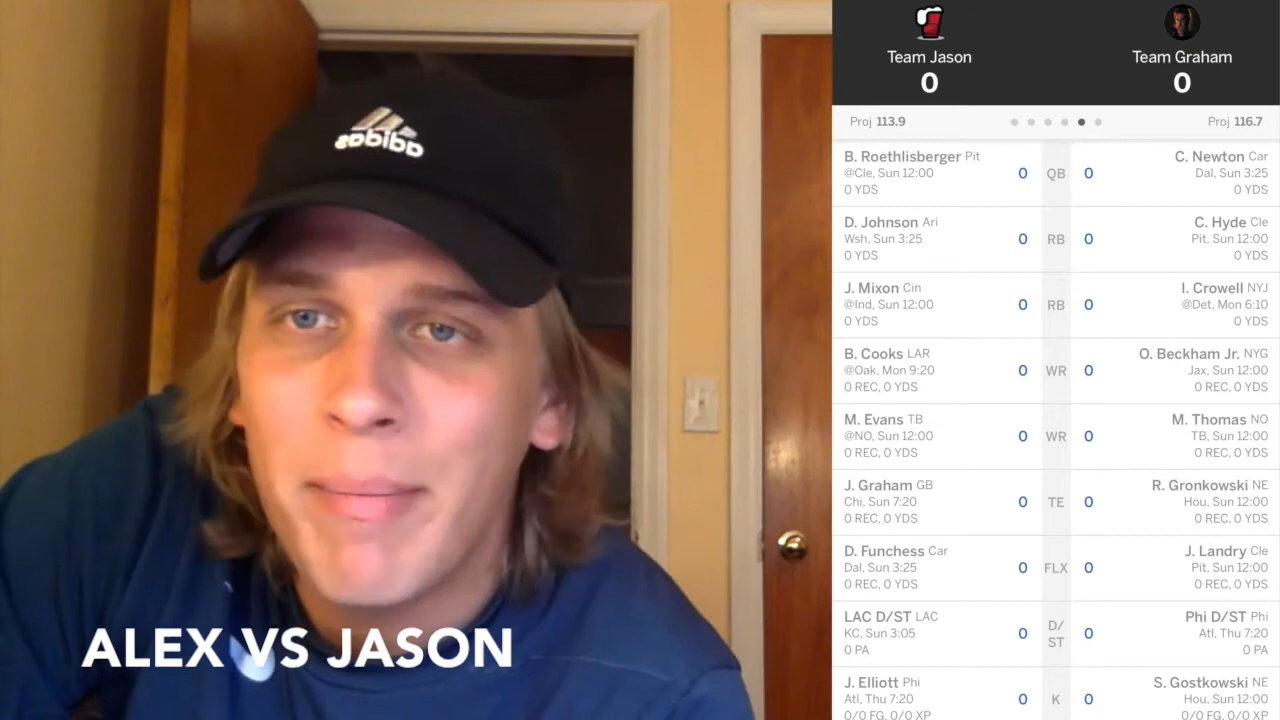 adidas
ALEX VS JASON
Team Jason
0
Team Graham
0
Proj 113.9
Proj 116.7
B. Roethlisberger Pit
@Cle, Sun 12:00
0 YDS
0 QB 0
C. Newton Car
Dal, Sun 3:25
0 YDS
D. Johnson Ari
Wsh, Sun 3:25
0 YDS
0 RB 0
C. Hyde Cle
Pit, Sun 12:00
0 YDS
J. Mixon Cin
@Ind, Sun 12:00
0 YDS
0 RB 0
I. Crowell NYJ
@Det, Mon 6:10
0 YDS
B. Cooks LAR
@Oak, Mon 9:20
0 REC, 0 YDS
0 WR 0
O. Beckham Jr. NYG
Jax, Sun 12:00
0 REC, 0 YDS
M. Evans TB
@NO, Sun 12:00
0 REC, 0 YDS
0 WR 0
M. Thomas NO
TB, Sun 12:00
0 REC, 0 YDS
J. Graham GB
Chi, Sun 7:20
0 REC, 0 YDS
0 TE 0
R. Gronkowski NE
Hou, Sun 12:00
0 REC, 0 YDS
D. Funchess Car
Dal, Sun 3:25
0 REC, 0 YDS
0 FLX 0
J. Landry Cle
Pit, Sun 12:00
0 REC, 0 YDS
LAC D/ST LAC
KC, Sun 3:05
0 PA
0 D/
ST 0
Phi D/ST Phi
Atl, Thu 7:20
0 PA
J. Elliott Phi
Atl, Thu 7:20
0/0 FG, 0/0 XP
0 K 0
S. Gostkowski NE
Hou, Sun 12:00
0/0 FG, 0/0 XP